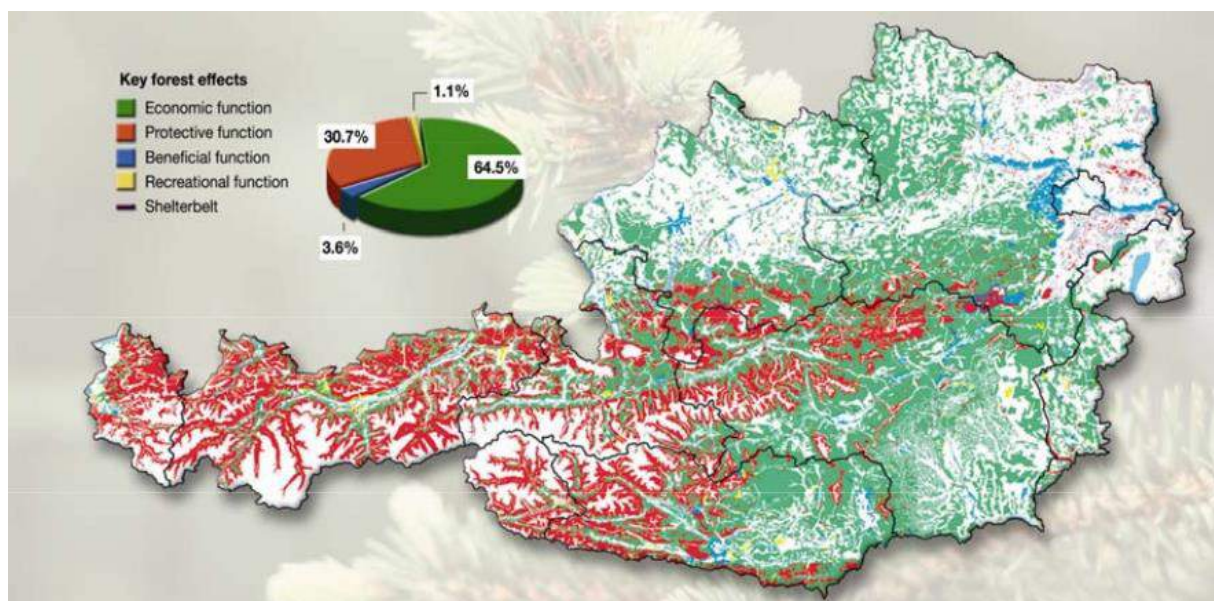 Key forest effects
Economic function
Protective function
Beneficial function
Recreational function
Shelterbelt
1.1%
30.7%
64.5%
3.6%